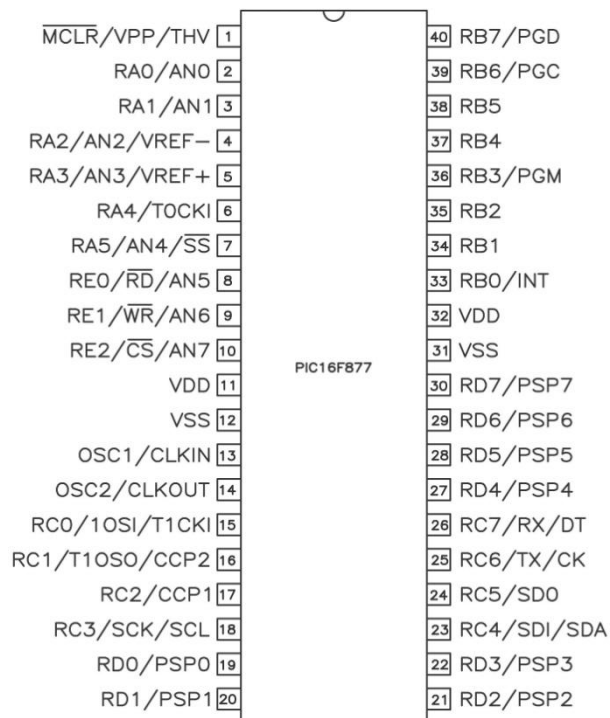 M̅C̅L̅R̅/VPP/THV 1
RA0/AN0 2
RA1/AN1 3
RA2/AN2/VREF− 4
RA3/AN3/VREF+ 5
RA4/T0CKI 6
RA5/AN4/S̅S̅ 7
RE0/R̅D̅/AN5 8
RE1/W̅R̅/AN6 9
RE2/C̅S̅/AN7 10
VDD 11
VSS 12
OSC1/CLKIN 13
OSC2/CLKOUT 14
RC0/1OSI/T1CKI 15
RC1/T1OSO/CCP2 16
RC2/CCP1 17
RC3/SCK/SCL 18
RD0/PSP0 19
RD1/PSP1 20
PIC16F877
40 RB7/PGD
39 RB6/PGC
38 RB5
37 RB4
36 RB3/PGM
35 RB2
34 RB1
33 RB0/INT
32 VDD
31 VSS
30 RD7/PSP7
29 RD6/PSP6
28 RD5/PSP5
27 RD4/PSP4
26 RC7/RX/DT
25 RC6/TX/CK
24 RC5/SD0
23 RC4/SDI/SDA
22 RD3/PSP3
21 RD2/PSP2